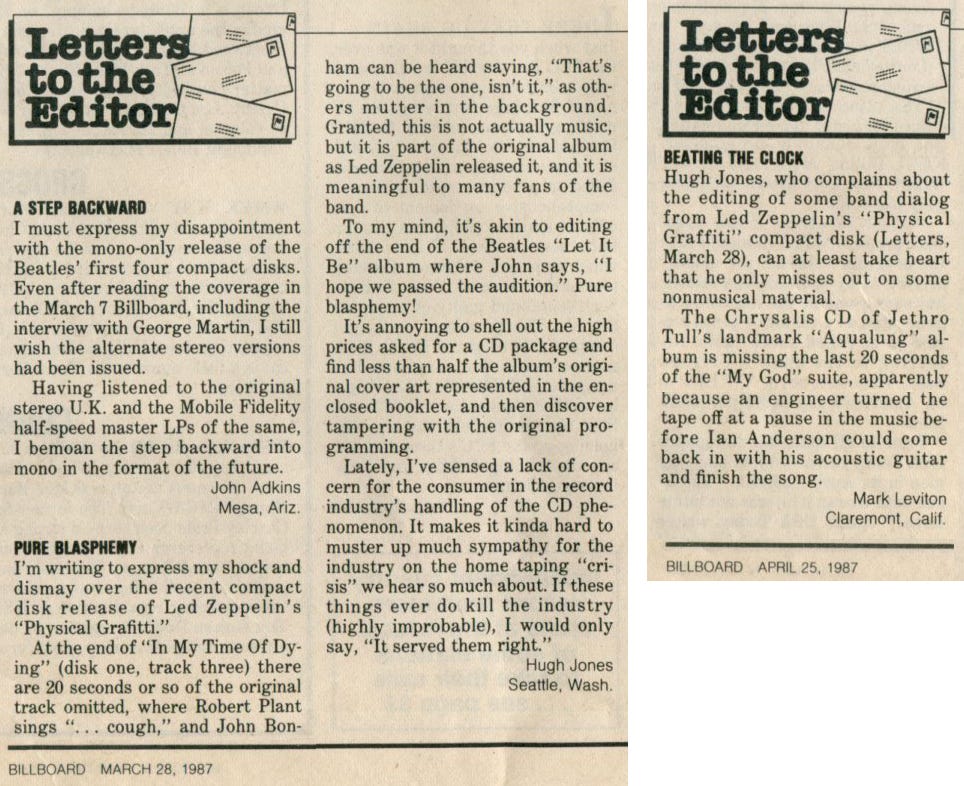 Letters
to the
Editor
A STEP BACKWARD
I must express my disappointment
with the mono-only release of the
Beatles' first four compact disks.
Even after reading the coverage in
the March 7 Billboard, including the
interview with George Martin, I still
wish the alternate stereo versions
had been issued.
Having listened to the original
stereo U.K. and the Mobile Fidelity
half-speed master LPs of the same,
I bemoan the step backward into
mono in the format of the future.
John Adkins
Mesa, Ariz.
PURE BLASPHEMY
I'm writing to express my shock and
dismay over the recent compact
disk release of Led Zeppelin's
"Physical Grafitti."
At the end of "In My Time Of Dy-
ing" (disk one, track three) there
are 20 seconds or so of the original
track omitted, where Robert Plant
sings ". . . cough," and John Bon-
ham can be heard saying, "That's
going to be the one, isn't it," as oth-
ers mutter in the background.
Granted, this is not actually music,
but it is part of the original album
as Led Zeppelin released it, and it is
meaningful to many fans of the
band.
To my mind, it's akin to editing
off the end of the Beatles "Let It
Be" album where John says, "I
hope we passed the audition." Pure
blasphemy!
It's annoying to shell out the high
prices asked for a CD package and
find less than half the album's origi-
nal cover art represented in the en-
closed booklet, and then discover
tampering with the original pro-
gramming.
Lately, I've sensed a lack of con-
cern for the consumer in the record
industry's handling of the CD phe-
nomenon. It makes it kinda hard to
muster up much sympathy for the
industry on the home taping "cri-
sis" we hear so much about. If these
things ever do kill the industry
(highly improbable), I would only
say, "It served them right."
Hugh Jones
Seattle, Wash.
BILLBOARD MARCH 28, 1987
Letters
to the
Editor
BEATING THE CLOCK
Hugh Jones, who complains about
the editing of some band dialog
from Led Zeppelin's "Physical
Graffiti" compact disk (Letters,
March 28), can at least take heart
that he only misses out on some
nonmusical material.
The Chrysalis CD of Jethro
Tull's landmark "Aqualung" al-
bum is missing the last 20 seconds
of the "My God" suite, apparently
because an engineer turned the
tape off at a pause in the music be-
fore Ian Anderson could come
back in with his acoustic guitar
and finish the song.
Mark Leviton
Claremont, Calif.
BILLBOARD APRIL 25, 1987